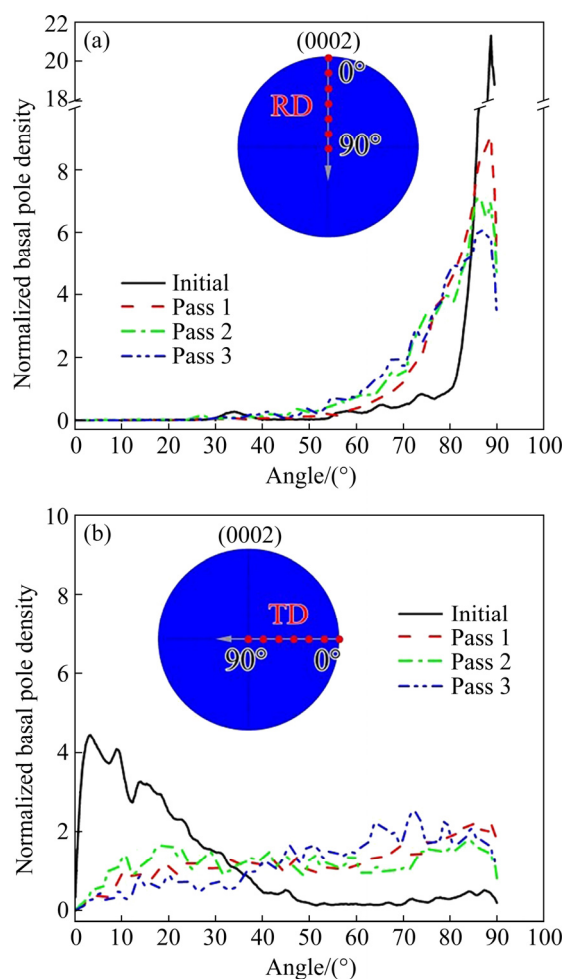 (a)
(0002)
0°
RD
90°
22
20
18
8
6
4
2
0
Normalized basal pole density
Initial
Pass 1
Pass 2
Pass 3
0 10 20 30 40 50 60 70 80 90 100
Angle/(°)
(b)
(0002)
TD
90° 0°
10
8
6
4
2
0
Normalized basal pole density
Initial
Pass 1
Pass 2
Pass 3
0 10 20 30 40 50 60 70 80 90 100
Angle/(°)